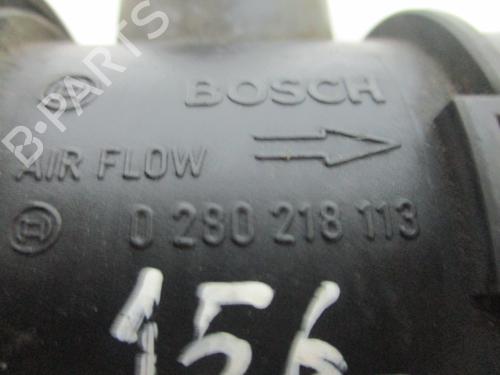 BOSCH
AIR FLOW
0 280 218 113
156
B-PARTS